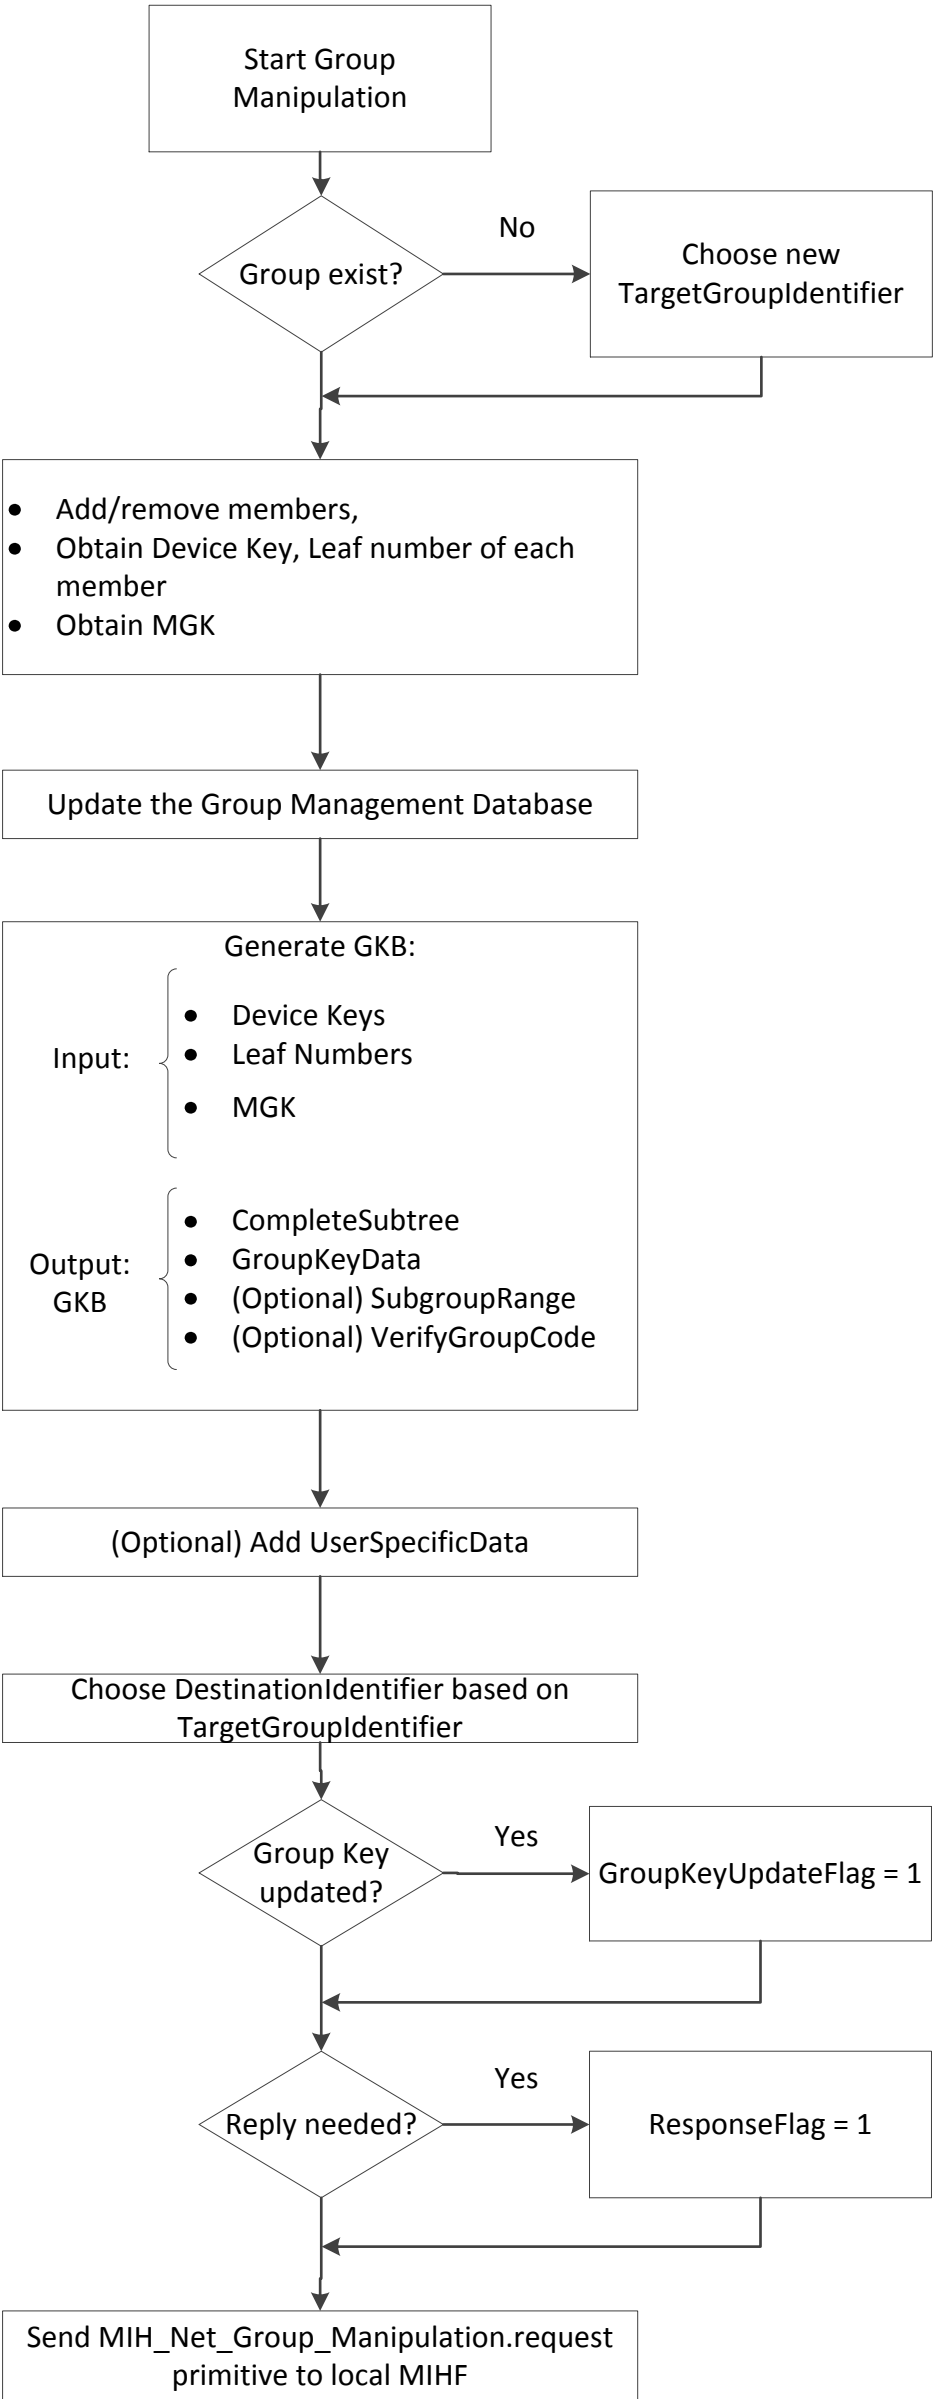 Start Group
Manipulation
Group exist?
No
Choose new
TargetGroupIdentifier
● Add/remove members,
● Obtain Device Key, Leaf number of each
member
● Obtain MGK
Update the Group Management Database
Generate GKB:
Input:
● Device Keys
● Leaf Numbers
● MGK
Output:
GKB
● CompleteSubtree
● GroupKeyData
● (Optional) SubgroupRange
● (Optional) VerifyGroupCode
(Optional) Add UserSpecificData
Choose DestinationIdentifier based on
TargetGroupIdentifier
Group Key
updated?
Yes
GroupKeyUpdateFlag = 1
Reply needed?
Yes
ResponseFlag = 1
Send MIH_Net_Group_Manipulation.request
primitive to local MIHF